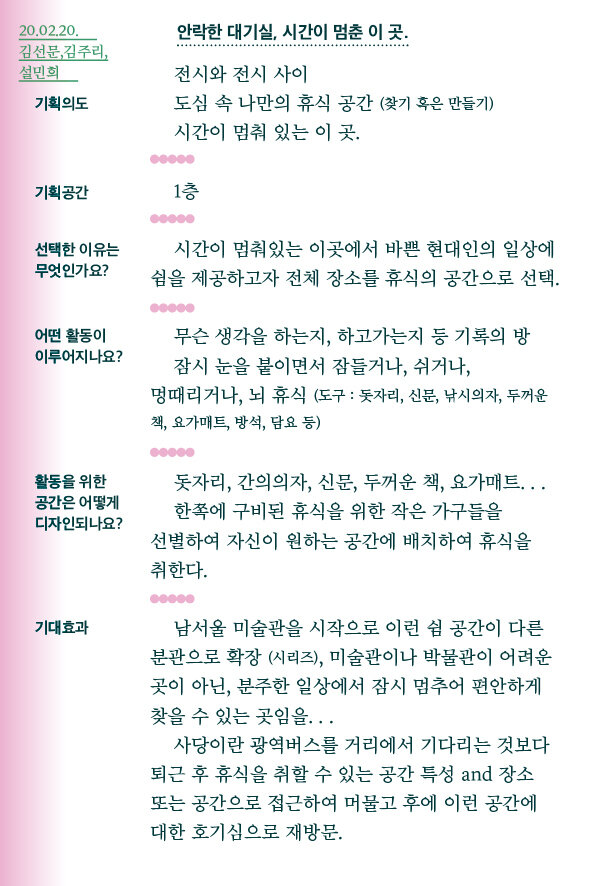 20.02.20.
김선문,김주리,
설민희
안락한 대기실, 시간이 멈춘 이 곳.
기획의도
전시와 전시 사이
도심 속 나만의 휴식 공간 (찾기 혹은 만들기)
시간이 멈춰 있는 이 곳.
기획공간
1층
선택한 이유는
무엇인가요?
시간이 멈춰있는 이곳에서 바쁜 현대인의 일상에
쉼을 제공하고자 전체 장소를 휴식의 공간으로 선택.
어떤 활동이
이루어지나요?
무슨 생각을 하는지, 하고가는지 등 기록의 방
잠시 눈을 붙이면서 잠들거나, 쉬거나,
멍때리거나, 뇌 휴식 (도구 : 돗자리, 신문, 낚시의자, 두꺼운
책, 요가매트, 방석, 담요 등)
활동을 위한
공간은 어떻게
디자인되나요?
돗자리, 간의의자, 신문, 두꺼운 책, 요가매트. . .
한쪽에 구비된 휴식을 위한 작은 가구들을
선별하여 자신이 원하는 공간에 배치하여 휴식을
취한다.
기대효과
남서울 미술관을 시작으로 이런 쉼 공간이 다른
분관으로 확장 (시리즈), 미술관이나 박물관이 어려운
곳이 아닌, 분주한 일상에서 잠시 멈추어 편안하게
찾을 수 있는 곳임을. . .
사당이란 광역버스를 거리에서 기다리는 것보다
퇴근 후 휴식을 취할 수 있는 공간 특성 and 장소
또는 공간으로 접근하여 머물고 후에 이런 공간에
대한 호기심으로 재방문.